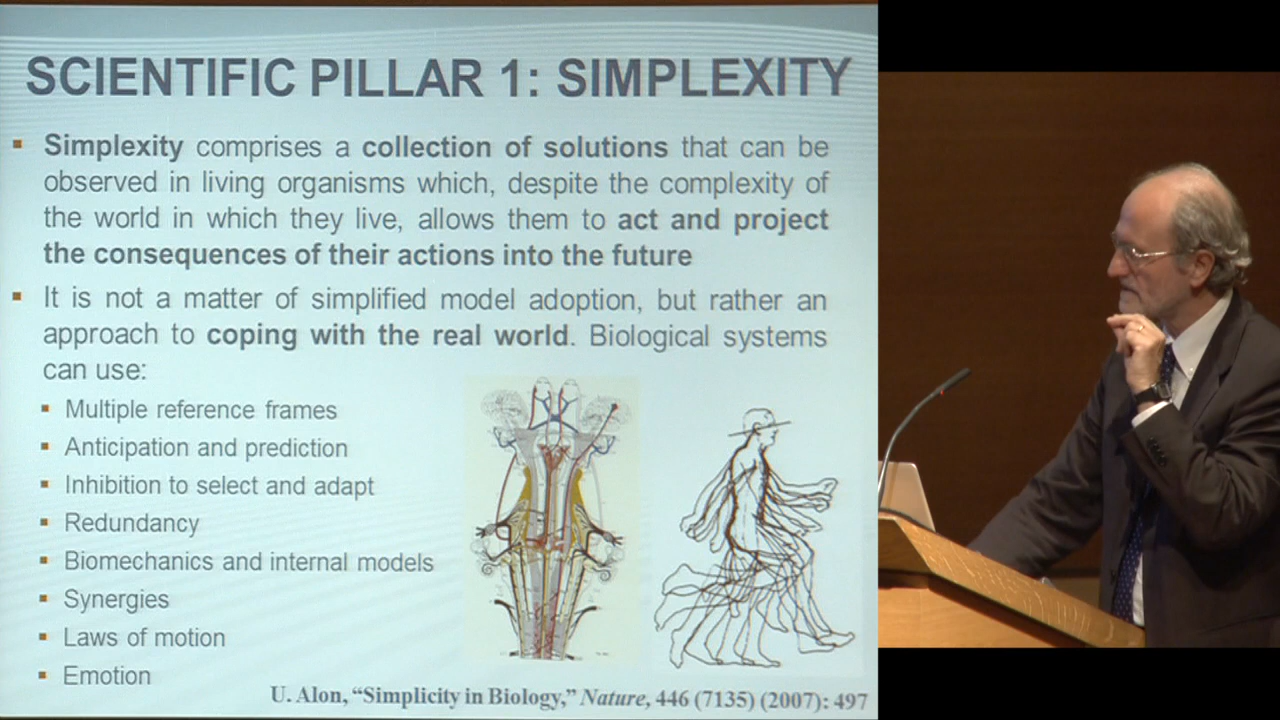 SCIENTIFIC PILLAR 1: SIMPLEXITY
Simplexity comprises a collection of solutions that can be
observed in living organisms which, despite the complexity of
the world in which they live, allows them to act and project
the consequences of their actions into the future
It is not a matter of simplified model adoption, but rather an
approach to coping with the real world. Biological systems
can use:
Multiple reference frames
Anticipation and prediction
Inhibition to select and adapt
Redundancy
Biomechanics and internal models
Synergies
Laws of motion
Emotion
U. Alon, “Simplicity in Biology,” Nature, 446 (7135) (2007): 497